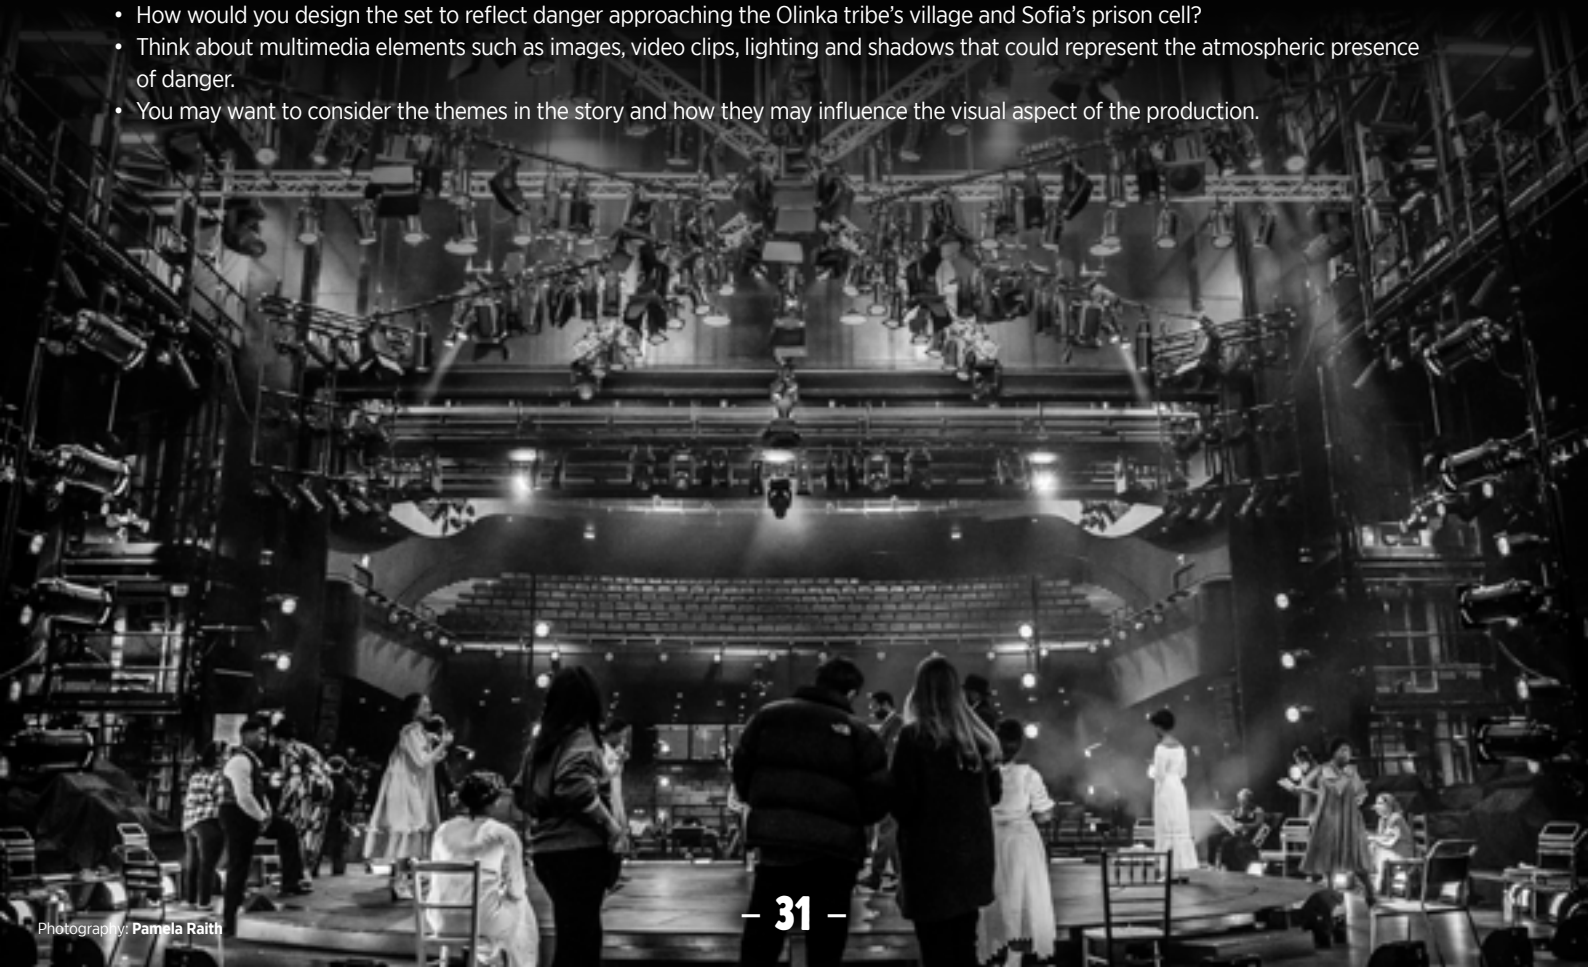 • How would you design the set to reflect danger approaching the Olinka tribe’s village and Sofia’s prison cell?
• Think about multimedia elements such as images, video clips, lighting and shadows that could represent the atmospheric presence
of danger.
• You may want to consider the themes in the story and how they may influence the visual aspect of the production.
– 31 –
Photography: Pamela Raith